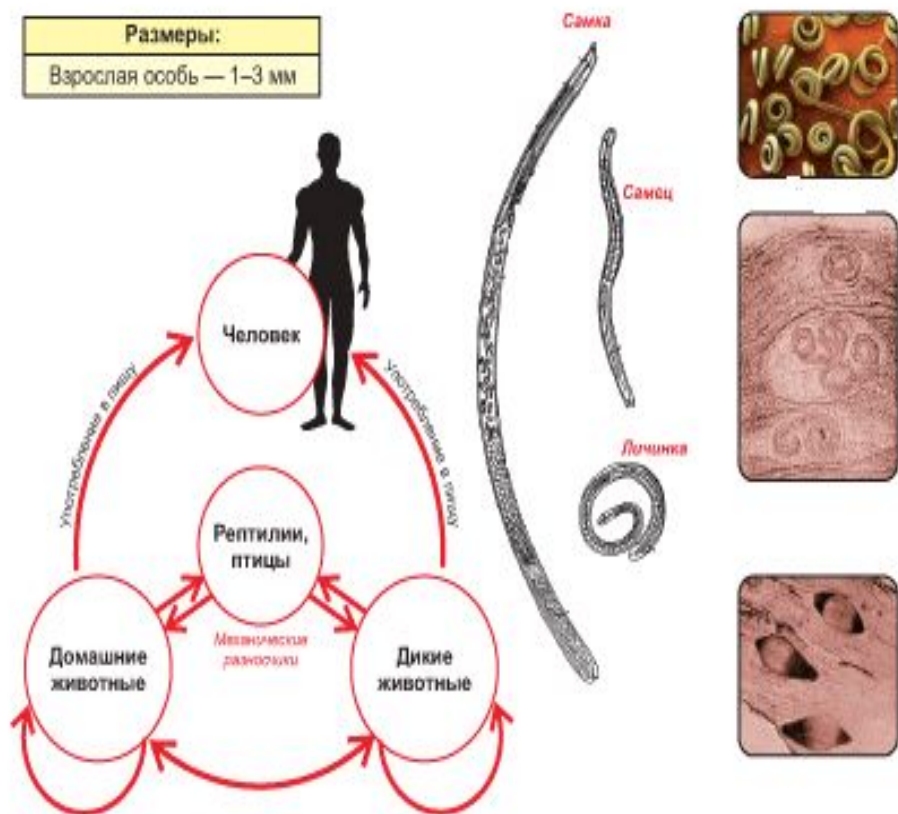 Размеры:
Взрослая особь — 1–3 мм
Самка
Самец
Человек
Употребление в пищу
Употребление в пищу
Личинка
Рептилии,
птицы
Механические
разносчики
Домашние
животные
Дикие
животные